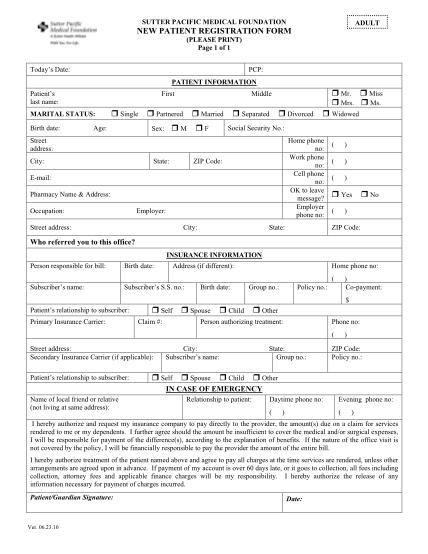 Sutter Pacific
Medical Foundation
A Sutter Health Affiliate
With You. For Life.
SUTTER PACIFIC MEDICAL FOUNDATION
NEW PATIENT REGISTRATION FORM
(PLEASE PRINT)
Page 1 of 1
ADULT
Today's Date: PCP:
PATIENT INFORMATION
Patient's last name: First Middle ❒ Mr. ❒ Miss
❒ Mrs. ❒ Ms.
MARITAL STATUS: ❒ Single ❒ Partnered ❒ Married ❒ Separated ❒ Divorced ❒ Widowed
Birth date: Age: Sex: ❒ M ❒ F Social Security No.:
Street address: Home phone no: ( )
City: State: ZIP Code: Work phone no: ( )
E-mail: Cell phone no: ( )
Pharmacy Name & Address: OK to leave message? ❒ Yes ❒ No
Occupation: Employer: Employer phone no: ( )
Street address: City: State: ZIP Code:
Who referred you to this office?
INSURANCE INFORMATION
Person responsible for bill: Birth date: Address (if different): Home phone no:
( )
Subscriber's name: Subscriber's S.S. no.: Birth date: Group no.: Policy no.: Co-payment:
$
Patient's relationship to subscriber: ❒ Self ❒ Spouse ❒ Child ❒ Other
Primary Insurance Carrier: Claim #: Person authorizing treatment: Phone no:
( )
Street address: City: State: ZIP Code:
Secondary Insurance Carrier (if applicable): Subscriber's name: Group no.: Policy no.:
Patient's relationship to subscriber: ❒ Self ❒ Spouse ❒ Child ❒ Other
IN CASE OF EMERGENCY
Name of local friend or relative Relationship to patient: Daytime phone no: Evening phone no:
(not living at same address): ( ) ( )
I hereby authorize and request my insurance company to pay directly to the provider, the amount(s) due on a claim for services
rendered to me or my dependents. I further agree should the amount be insufficient to cover the medical and/or surgical expenses,
I will be responsible for payment of the difference(s), according to the explanation of benefits. If the nature of the office visit is
not covered by the policy, I will be financially responsible to pay the provider the amount of the entire bill.
I hereby authorize treatment of the patient named above and agree to pay all charges at the time services are rendered, unless other
arrangements are agreed upon in advance. If payment of my account is over 60 days late, or it goes to collection, all fees including
collection, attorney fees and applicable finance charges will be my responsibility. I hereby authorize the release of any
information necessary for payment of charges incurred.
Patient/Guardian Signature: Date:
Ver. 06.23.10